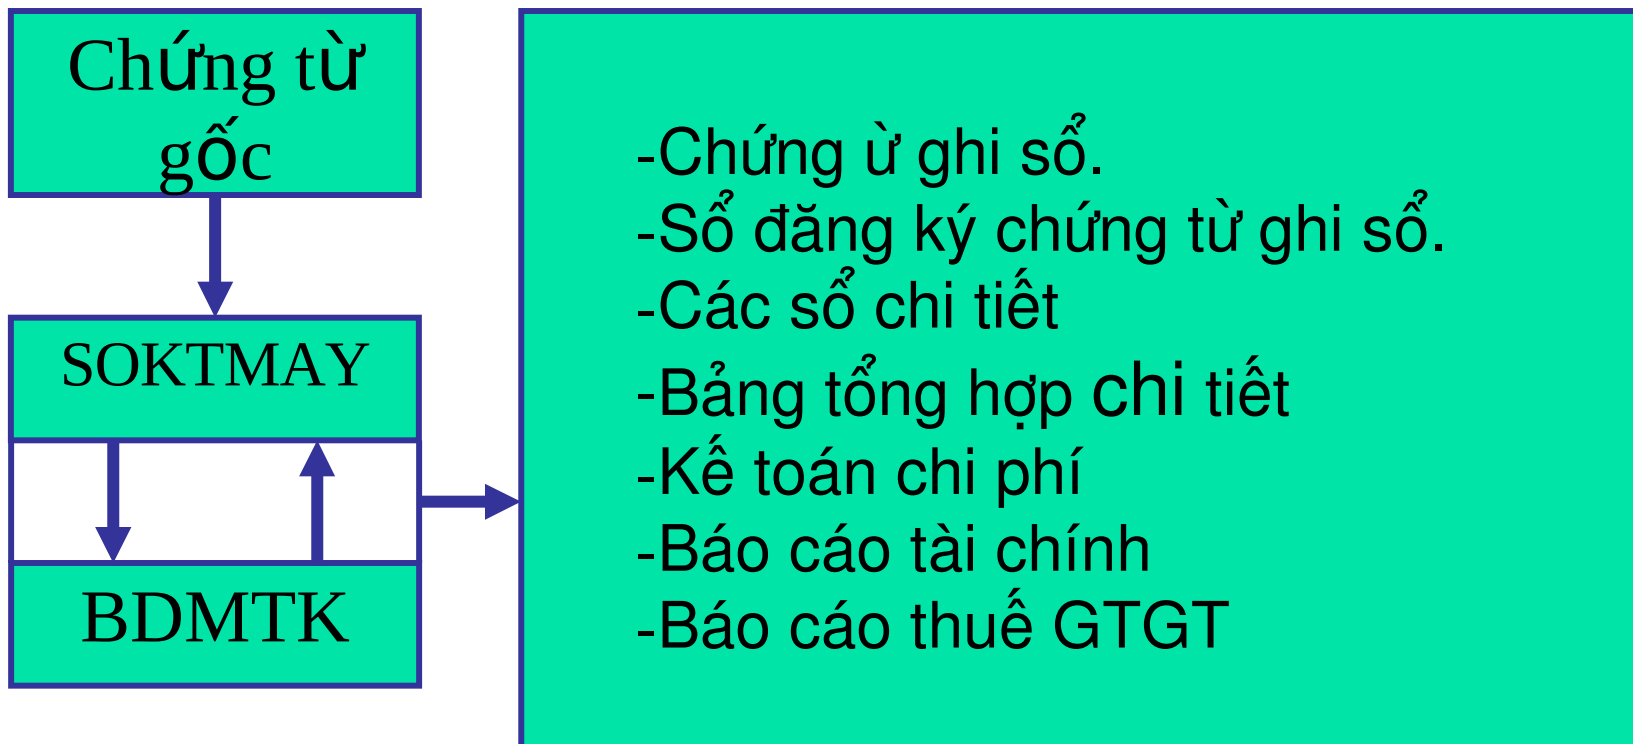 Chứng từ
gốc
SOKTMAY
BDMTK
-Chứng ừ ghi sổ.
-Sổ đăng ký chứng từ ghi sổ.
-Các sổ chi tiết
-Bảng tổng hợp chi tiết
-Kế toán chi phí
-Báo cáo tài chính
-Báo cáo thuế GTGT